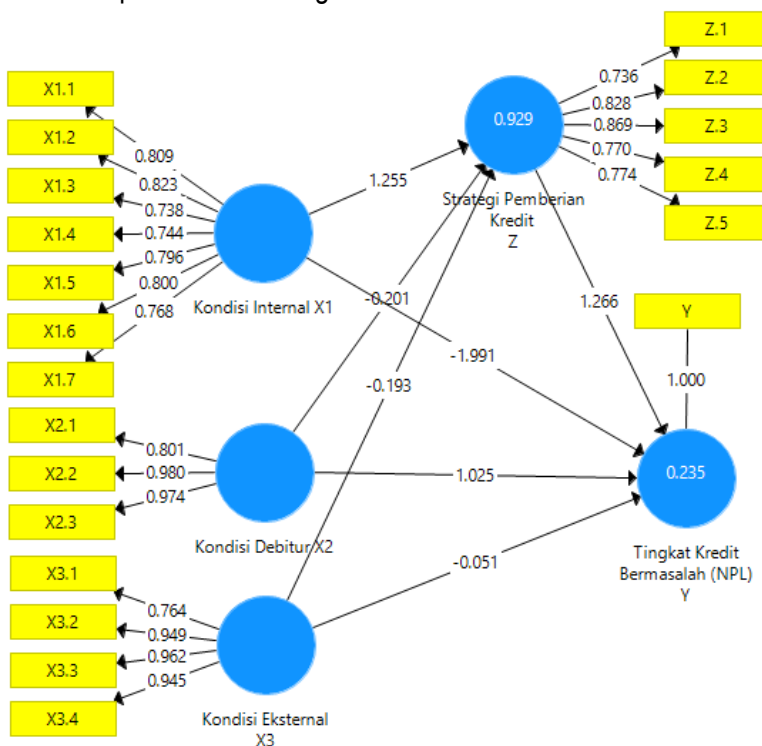 Z.1
Z.2
Z.3
Z.4
Z.5
0.736
0.828
0.869
0.770
0.774
0.929
Strategi Pemberian
Kredit
Z
X1.1
X1.2
X1.3
X1.4
X1.5
X1.6
X1.7
0.809
0.823
0.738
0.744
0.796
0.800
0.768
Kondisi Internal X1
1.255
-0.201
-0.193
-1.991
1.266
Y
1.000
X2.1
X2.2
X2.3
0.801
0.980
0.974
Kondisi Debitur X2
1.025
-0.051
0.235
Tingkat Kredit
Bermasalah (NPL)
Y
X3.1
X3.2
X3.3
X3.4
0.764
0.949
0.962
0.945
Kondisi Eksternal
X3